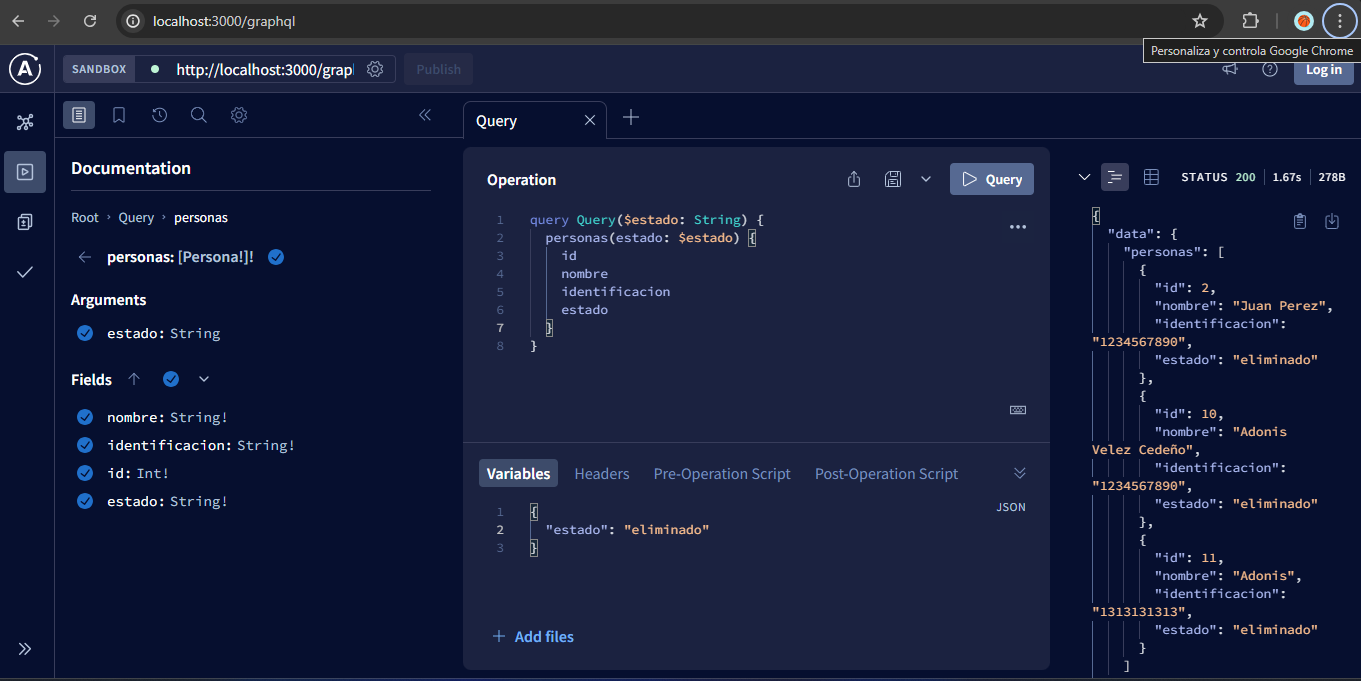 localhost:3000/graphql
Personaliza y controla Google Chrome
SANDBOX
http://localhost:3000/grap
Publish
Log in
Documentation
Root › Query › personas
personas: [Persona!]!
Arguments
estado: String
Fields
nombre: String!
identificacion: String!
id: Int!
estado: String!
Query
Operation
Query
1 query Query($estado: String) {
2 personas(estado: $estado) {
3 id
4 nombre
5 identificacion
6 estado
7 }
8 }
Variables Headers Pre-Operation Script Post-Operation Script
JSON
1 {
2 "estado": "eliminado"
3 }
+ Add files
STATUS 200 1.67s 278B
{
"data": {
"personas": [
{
"id": 2,
"nombre": "Juan Perez",
"identificacion":
"1234567890",
"estado": "eliminado"
},
{
"id": 10,
"nombre": "Adonis
Velez Cedeño",
"identificacion":
"1234567890",
"estado": "eliminado"
},
{
"id": 11,
"nombre": "Adonis",
"identificacion":
"1313131313",
"estado": "eliminado"
}
]